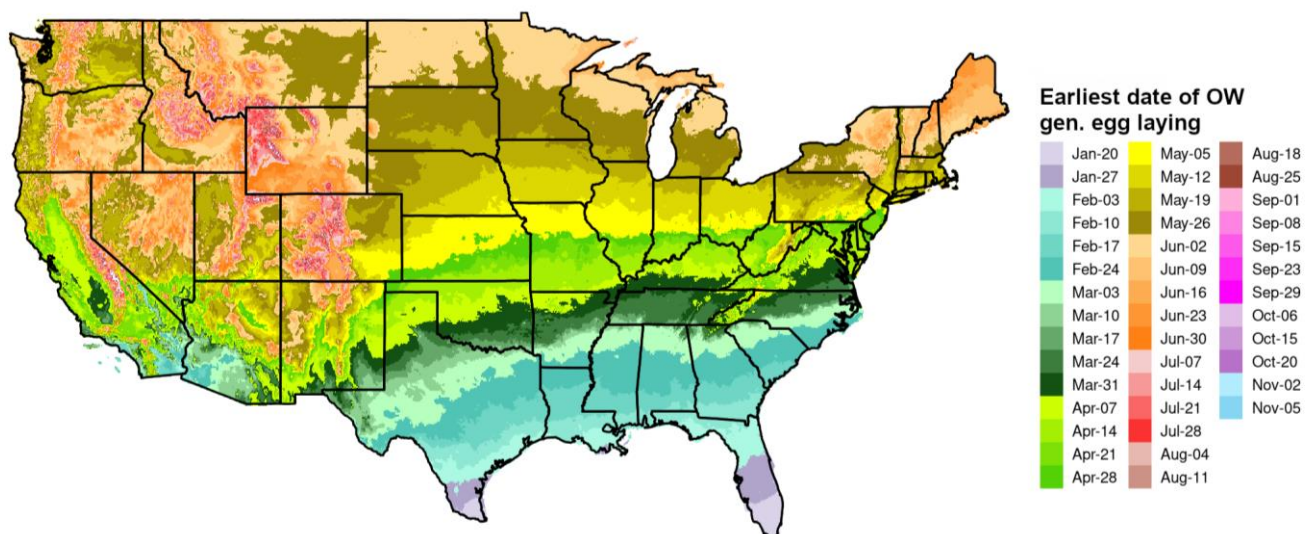 Earliest date of OW
gen. egg laying
Jan-20
Jan-27
Feb-03
Feb-10
Feb-17
Feb-24
Mar-03
Mar-10
Mar-17
Mar-24
Mar-31
Apr-07
Apr-14
Apr-21
Apr-28
May-05
May-12
May-19
May-26
Jun-02
Jun-09
Jun-16
Jun-23
Jun-30
Jul-07
Jul-14
Jul-21
Jul-28
Aug-04
Aug-11
Aug-18
Aug-25
Sep-01
Sep-08
Sep-15
Sep-23
Sep-29
Oct-06
Oct-15
Oct-20
Nov-02
Nov-05